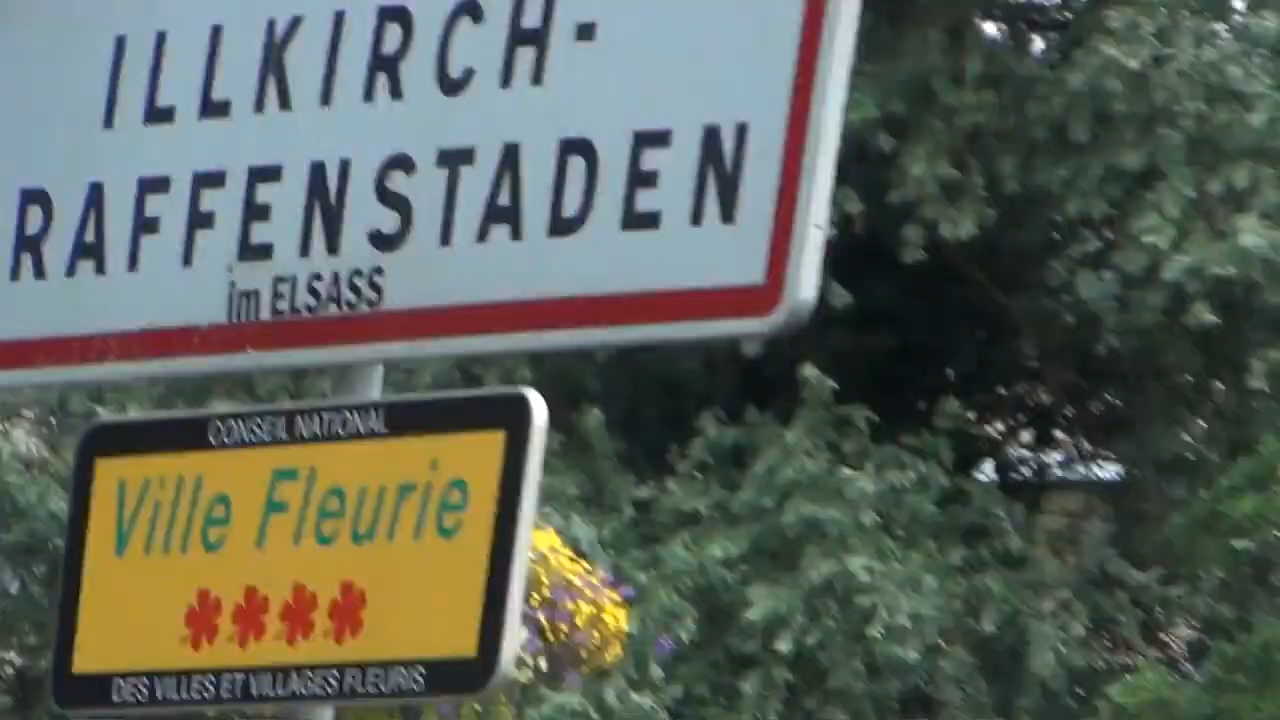 ILLKIRCH-
RAFFENSTADEN
im ELSASS
CONSEIL NATIONAL
Ville Fleurie
DES VILLES ET VILLAGES FLEURIS